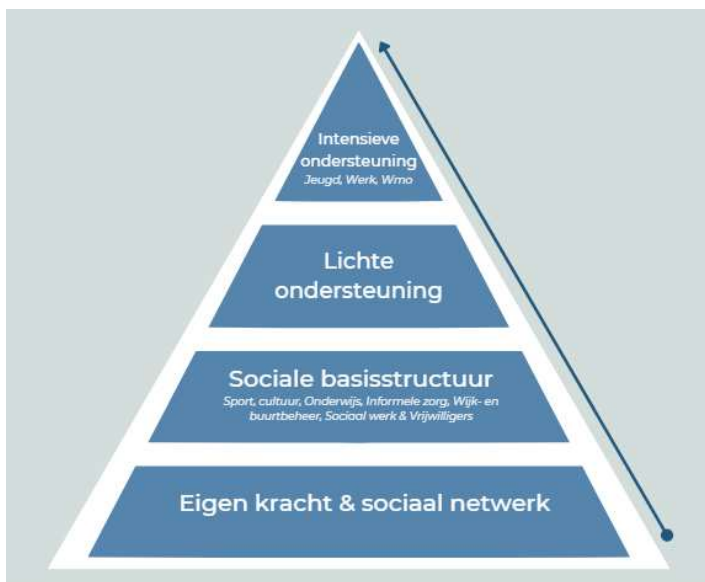 Intensieve
ondersteuning
Jeugd, Werk, Wmo
Lichte
ondersteuning
Sociale basisstructuur
Sport, cultuur, Onderwijs, Informele zorg, Wijk- en
buurtbeheer, Sociaal werk & Vrijwilligers
Eigen kracht & sociaal netwerk